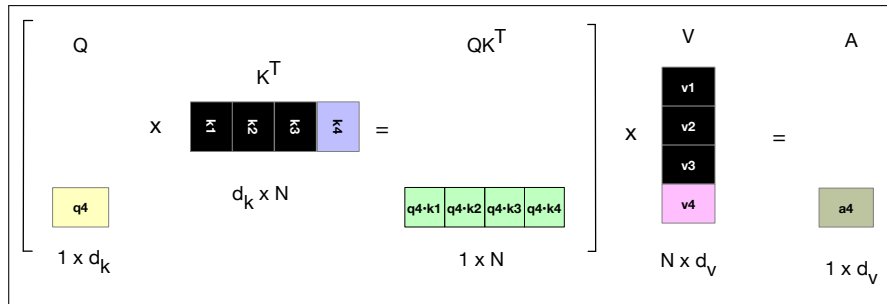 Q
K^T
QK^T
V
A
x
k1 k2 k3 k4
=
x
v1
v2
v3
v4
=
q4
q4·k1 q4·k2 q4·k3 q4·k4
a4
1 x d_k
d_k x N
1 x N
N x d_v
1 x d_v